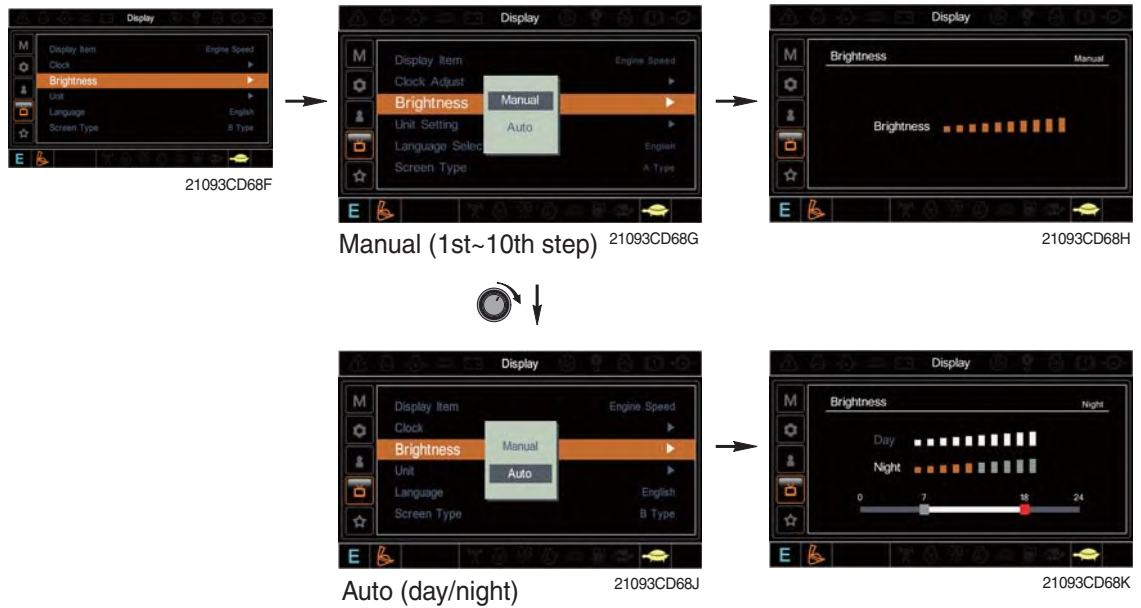 Display
M
Display Item Engine Speed
Clock
Brightness
Unit
Language English
Screen Type B Type
E
21093CD68F
Display
M
Display Item Engine Speed
Clock Adjust
Brightness
Manual
Auto
Unit Setting
Language Selec English
Screen Type A Type
E
Manual (1st~10th step) 21093CD68G
Display
M
Brightness Manual
Brightness
E
21093CD68H
Display
M
Display Item Engine Speed
Clock
Brightness
Manual
Auto
Unit
Language English
Screen Type B Type
E
Auto (day/night) 21093CD68J
Display
M
Brightness Night
Day
Night
0 7 18 24
E
21093CD68K